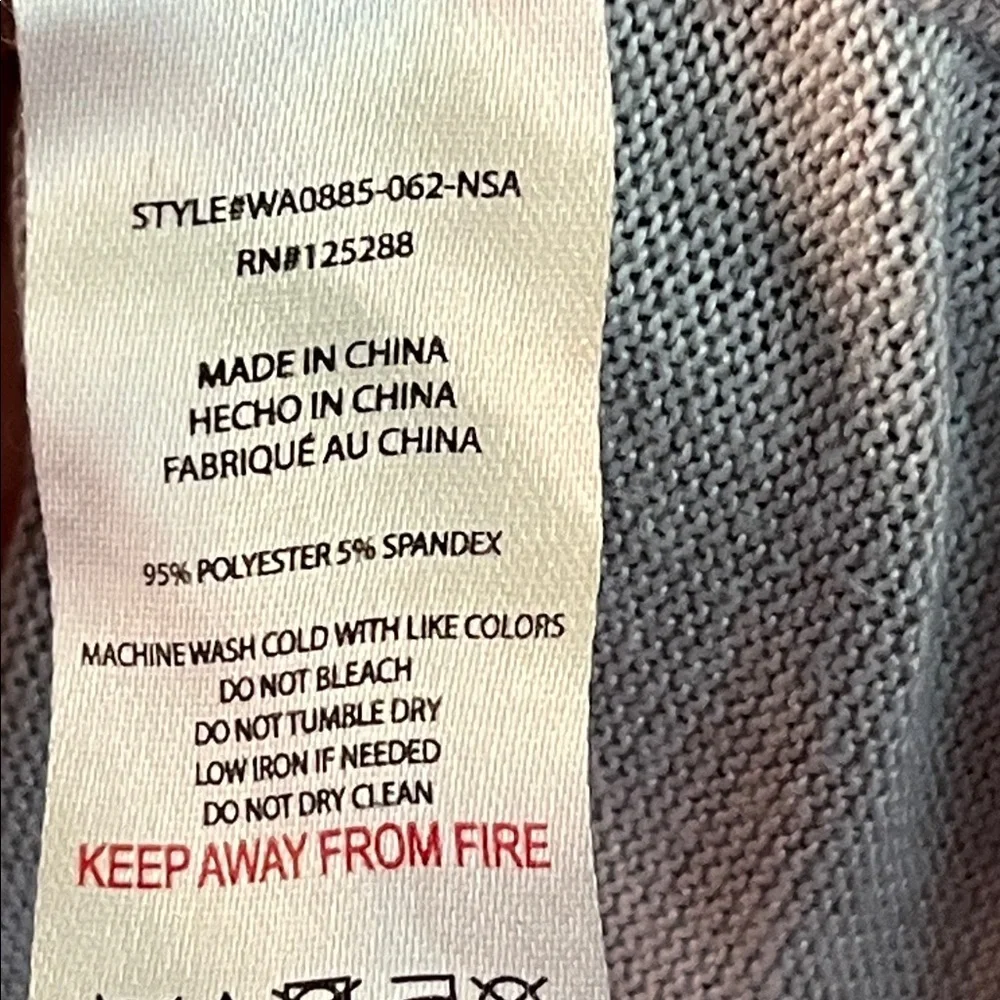 STYLE#WA0885-062-NSA
RN#125288
MADE IN CHINA
HECHO IN CHINA
FABRIQUÉ AU CHINA
95% POLYESTER 5% SPANDEX
MACHINE WASH COLD WITH LIKE COLORS
DO NOT BLEACH
DO NOT TUMBLE DRY
LOW IRON IF NEEDED
DO NOT DRY CLEAN
KEEP AWAY FROM FIRE